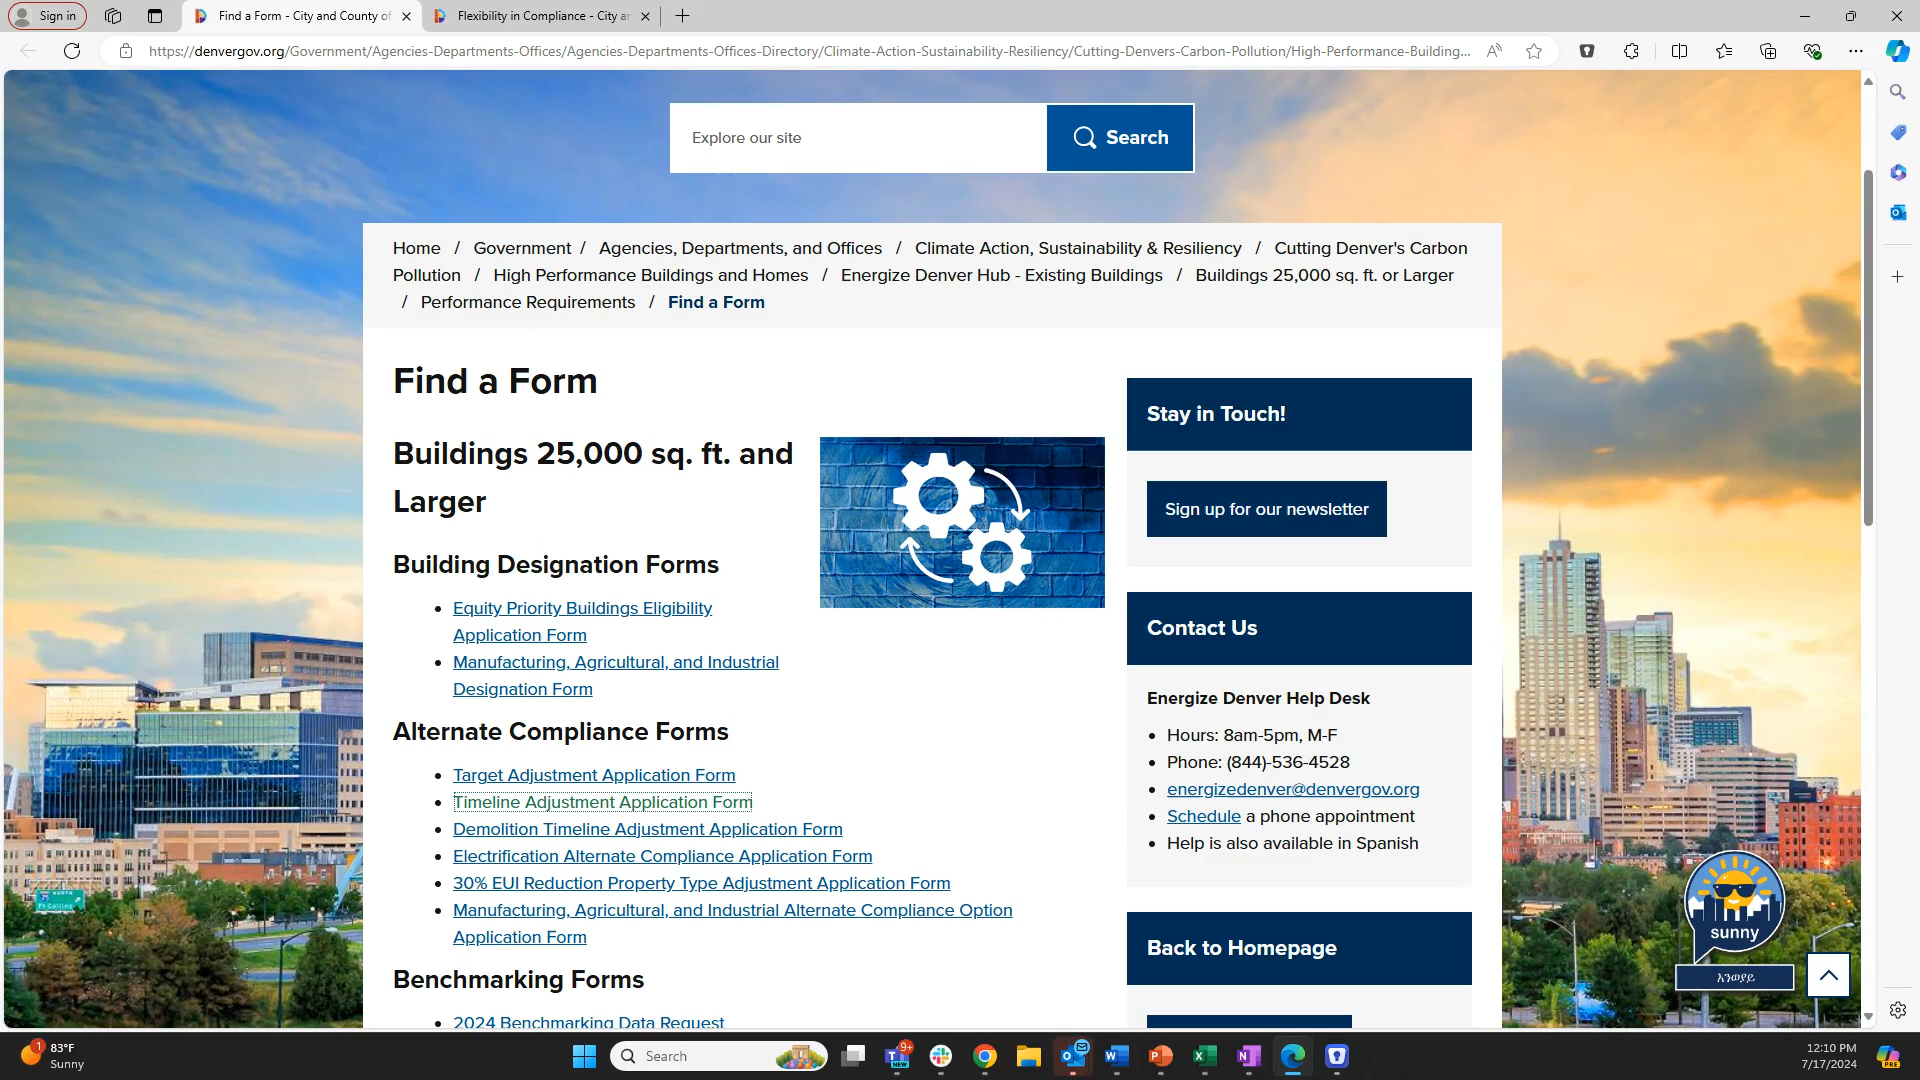 Sign in
Find a Form - City and County of
Flexibility in Compliance - City ar
https://denvergov.org/Government/Agencies-Departments-Offices/Agencies-Departments-Offices-Directory/Climate-Action-Sustainability-Resiliency/Cutting-Denvers-Carbon-Pollution/High-Performance-Building...
Explore our site
Search
Home / Government / Agencies, Departments, and Offices / Climate Action, Sustainability & Resiliency / Cutting Denver's Carbon
Pollution / High Performance Buildings and Homes / Energize Denver Hub - Existing Buildings / Buildings 25,000 sq. ft. or Larger
/ Performance Requirements / Find a Form
Find a Form
Buildings 25,000 sq. ft. and
Larger
Building Designation Forms
• Equity Priority Buildings Eligibility
Application Form
• Manufacturing, Agricultural, and Industrial
Designation Form
Alternate Compliance Forms
• Target Adjustment Application Form
• Timeline Adjustment Application Form
• Demolition Timeline Adjustment Application Form
• Electrification Alternate Compliance Application Form
• 30% EUI Reduction Property Type Adjustment Application Form
• Manufacturing, Agricultural, and Industrial Alternate Compliance Option
Application Form
Benchmarking Forms
• 2024 Benchmarking Data Request
Stay in Touch!
Sign up for our newsletter
Contact Us
Energize Denver Help Desk
• Hours: 8am-5pm, M-F
• Phone: (844)-536-4528
• energizedenver@denvergov.org
• Schedule a phone appointment
• Help is also available in Spanish
Back to Homepage
sunny
እንወያይ
NORTH
Ft Collins
1
83°F
Sunny
Search
9+
NEW
12:10 PM
7/17/2024
PRE